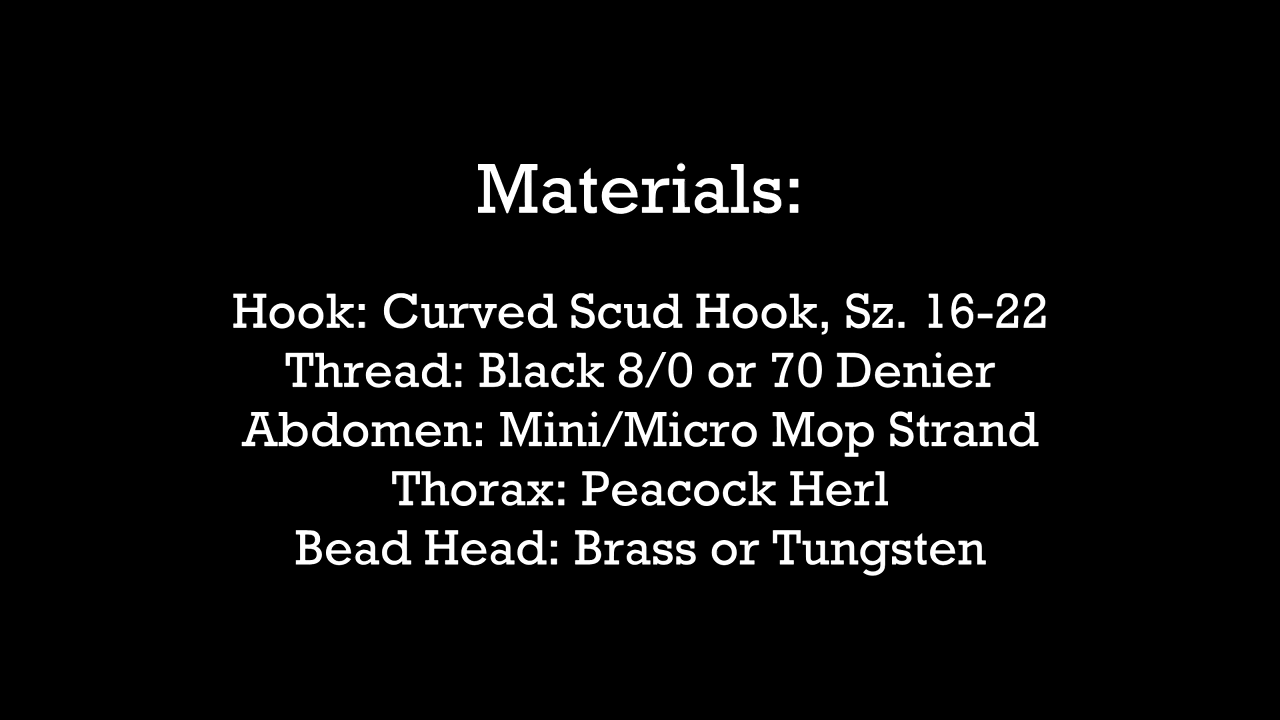 Materials:
Hook: Curved Scud Hook, Sz. 16-22
Thread: Black 8/0 or 70 Denier
Abdomen: Mini/Micro Mop Strand
Thorax: Peacock Herl
Bead Head: Brass or Tungsten